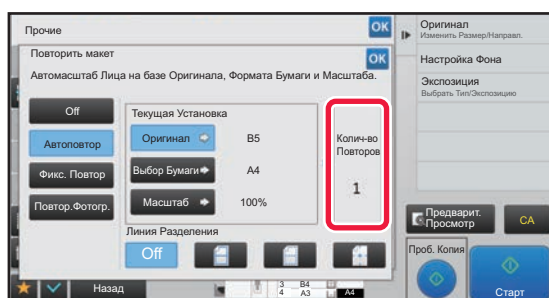 Прочие
OK
Повторить макет
OK
Автомасштаб Лица на базе Оригинала, Формата Бумаги и Масштаба.
Off
Автоповтор
Фикс. Повтор
Повтор.Фотогр.
Текущая Установка
Оригинал
B5
Выбор Бумаги
A4
Масштаб
100%
Колич-во
Повторов
1
Линия Разделения
Off
Назад
3 B4
4 A3
A4
Оригинал
Изменить Размер/Направл.
Настройка Фона
Экспозиция
Выбрать Тип/Экспозицию
Предварит.
Просмотр
CA
Проб. Копия
Старт